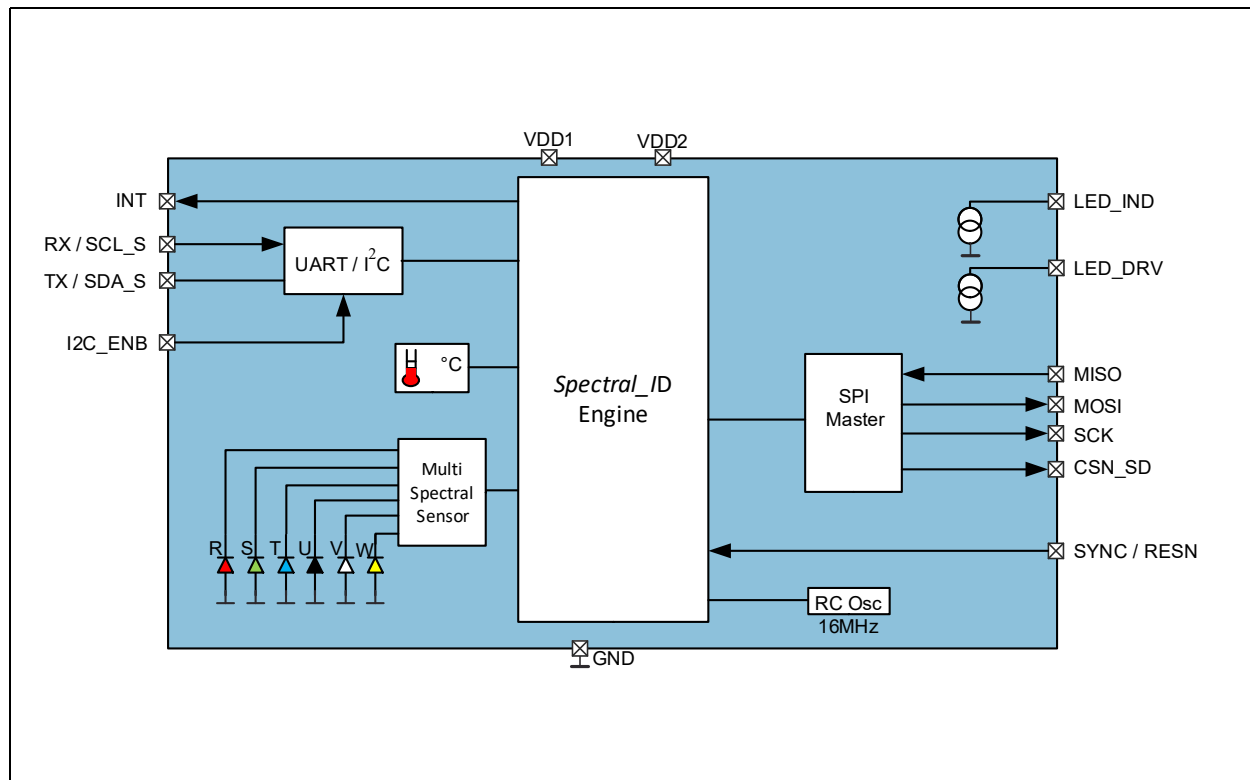 VDD1
VDD2
INT
RX / SCL_S
TX / SDA_S
I2C_ENB
UART / I²C
°C
Multi
Spectral
Sensor
R
S
T
U
V
W
Spectral_ID
Engine
LED_IND
LED_DRV
SPI
Master
MISO
MOSI
SCK
CSN_SD
SYNC / RESN
RC Osc
16MHz
GND